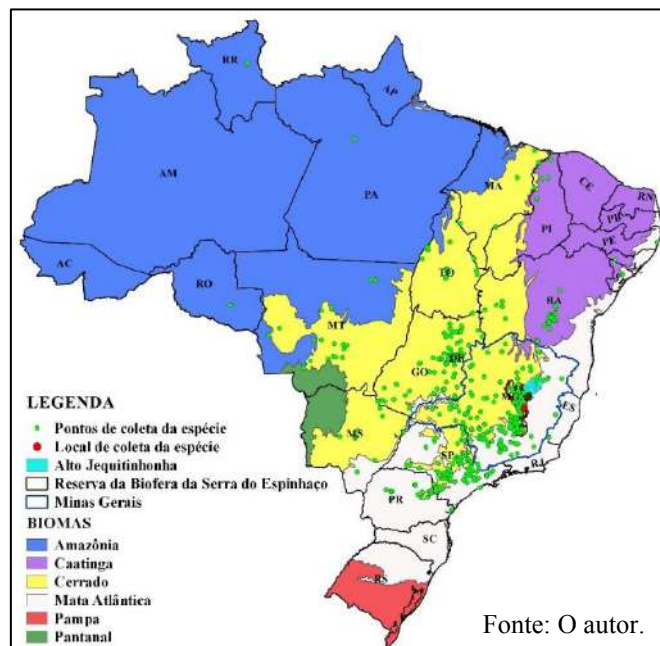 RR
AP
AM
PA
MA
CE
RN
PB
PE
PI
AC
RO
TO
BA
MT
GO
DF
MG
ES
MS
SP
RJ
PR
SC
RS
LEGENDA
Pontos de coleta da espécie
Local de coleta da espécie
Alto Jequitinhonha
Reserva da Biofera da Serra do Espinhaço
Minas Gerais
BIOMAS
Amazônia
Caatinga
Cerrado
Mata Atlântica
Pampa
Pantanal
Fonte: O autor.